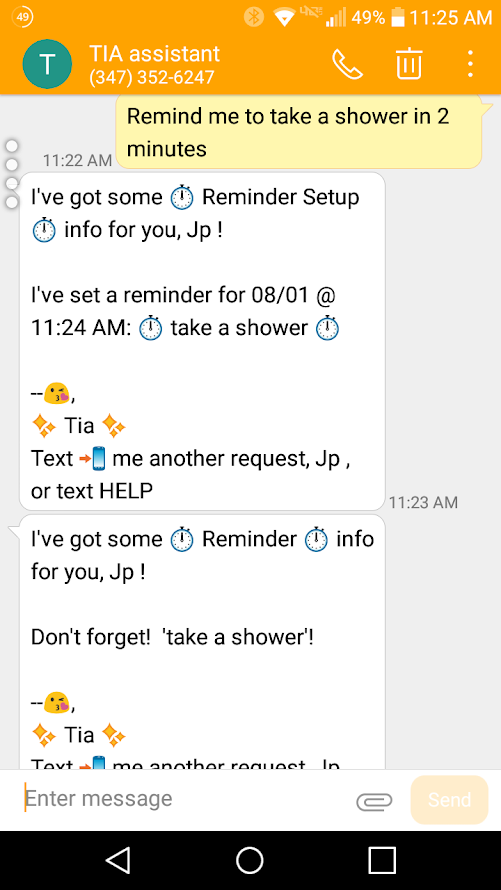 49
49% 11:25 AM
T
TIA assistant
(347) 352-6247
Remind me to take a shower in 2
minutes
11:22 AM
I've got some ⏱ Reminder Setup
⏱ info for you, Jp !
I've set a reminder for 08/01 @
11:24 AM: ⏱ take a shower ⏱
--😘,
✨ Tia ✨
Text 📲 me another request, Jp ,
or text HELP
11:23 AM
I've got some ⏱ Reminder ⏱ info
for you, Jp !
Don't forget!  'take a shower'!
--😘,
✨ Tia ✨
Text 📲 me another request, Jp
Enter message
Send